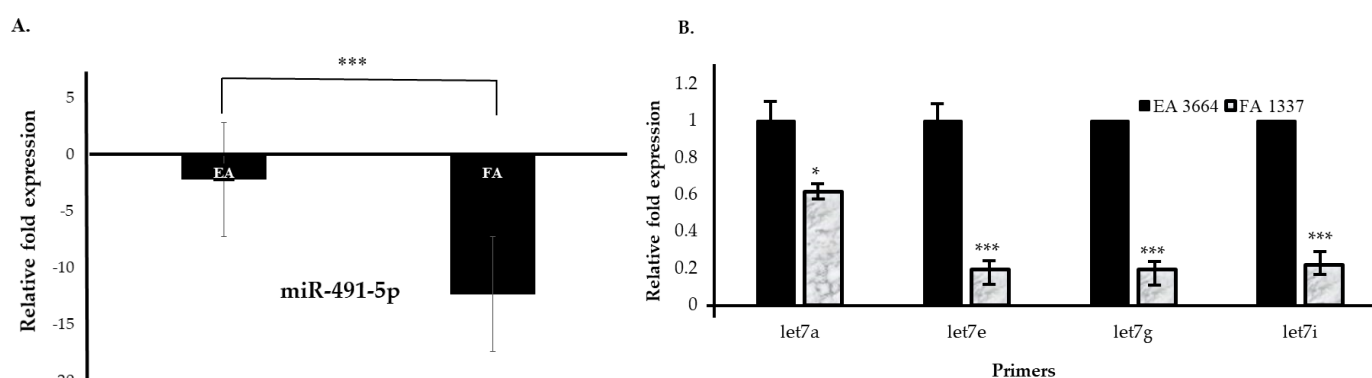 A.
***
Relative fold expression
5
0
-5
-10
-15
-20
EA
FA
miR-491-5p
B.
Relative fold expression
1.2
1
0.8
0.6
0.4
0.2
0
EA 3664 FA 1337
*
***
***
***
let7a let7e let7g let7i
Primers